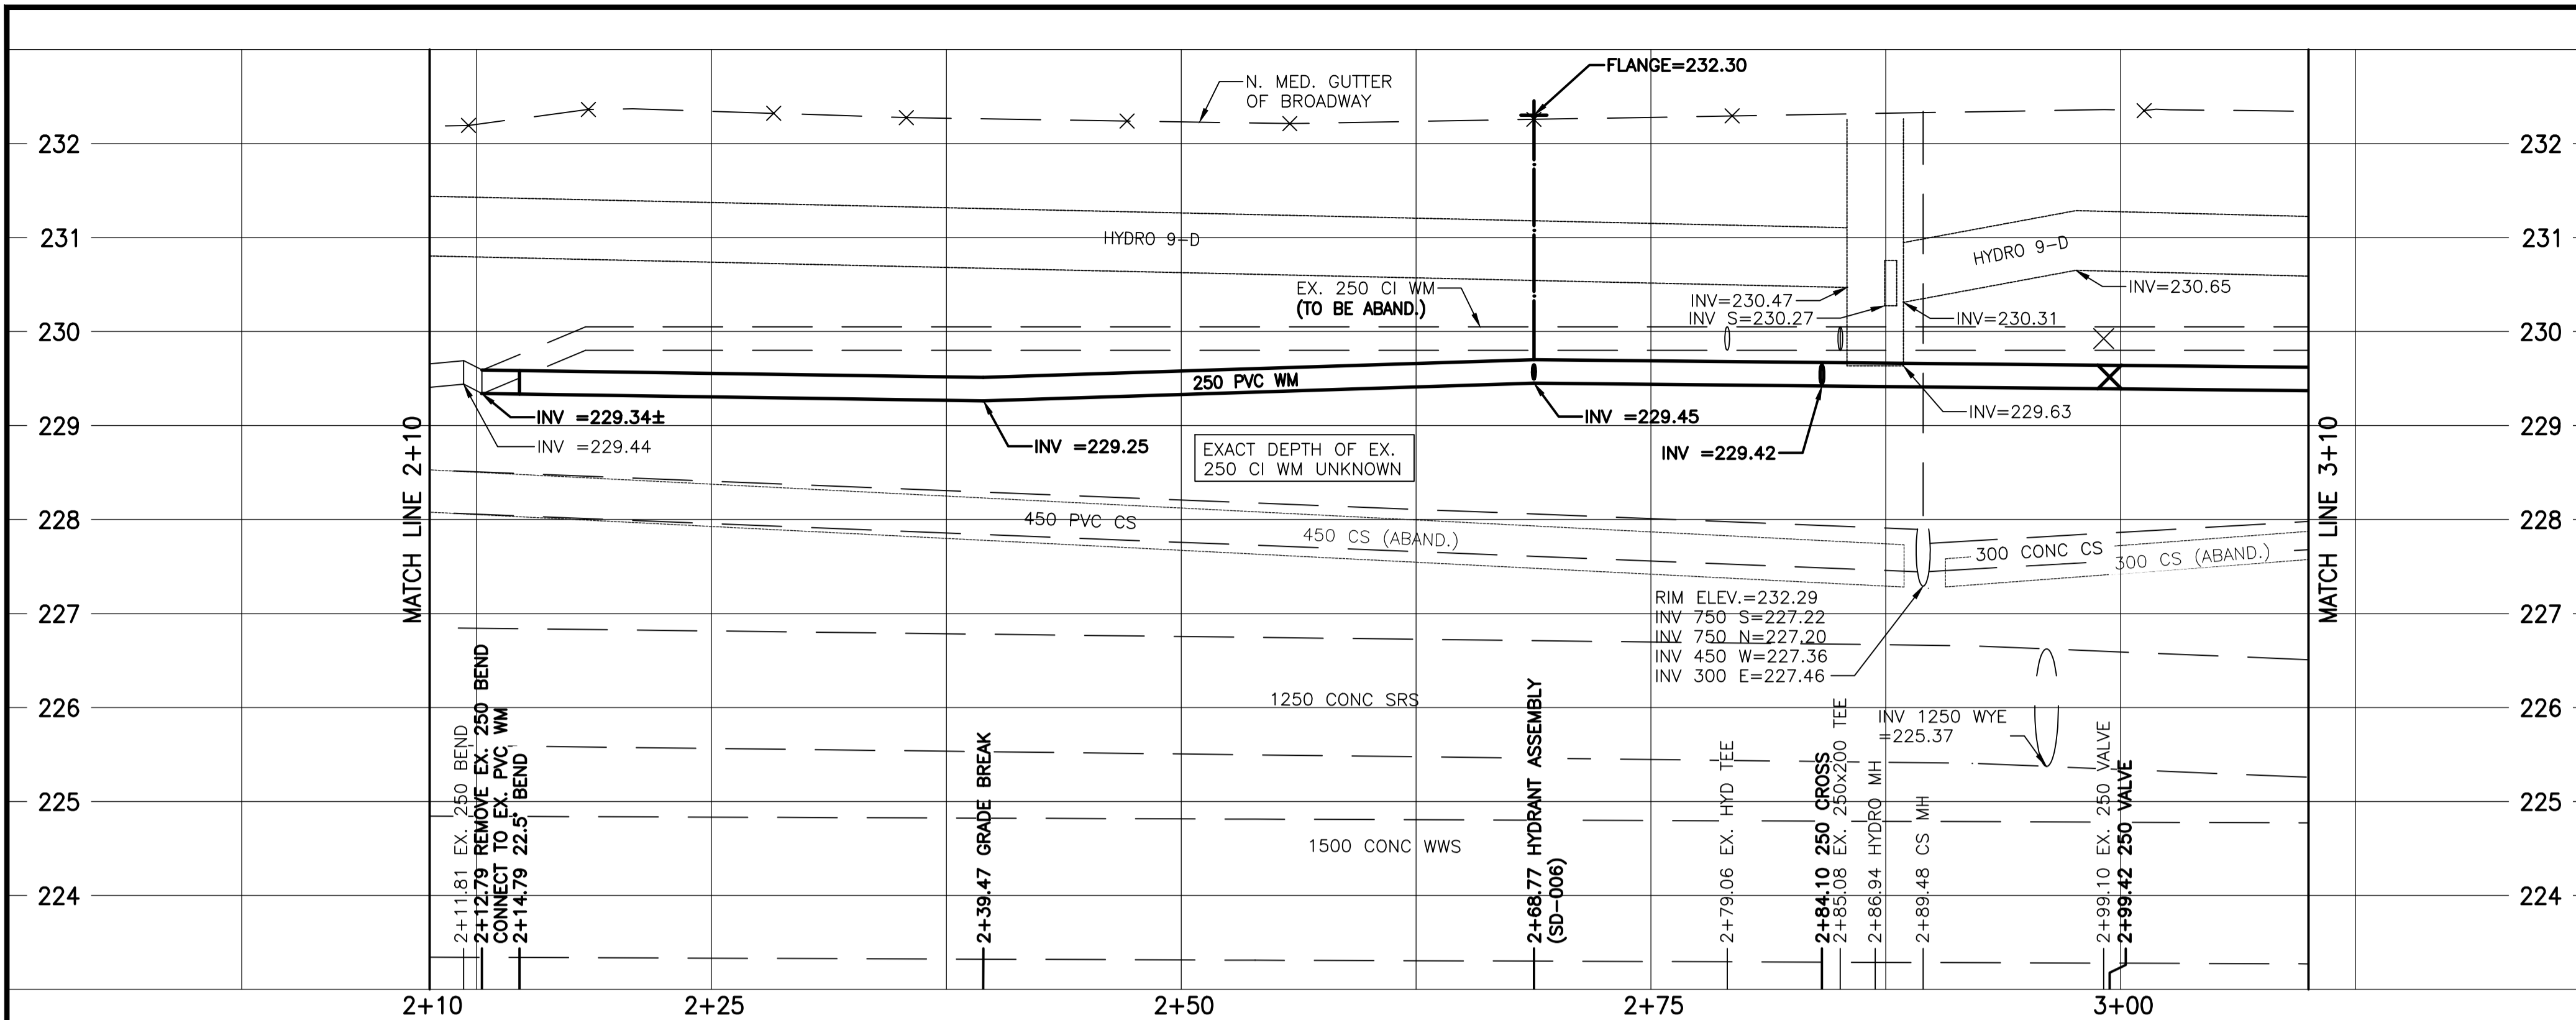 FLANGE=232.30
N. MED. GUTTER
OF BROADWAY
232
232
231
231
HYDRO 9-D
HYDRO 9-D
EX. 250 CI WM
(TO BE ABAND.)
INV=230.47
INV S=230.27
INV=230.65
INV=230.31
230
230
250 PVC WM
INV =229.34±
INV =229.44
INV =229.25
INV =229.45
INV =229.42
INV=229.63
229
229
EXACT DEPTH OF EX.
250 CI WM UNKNOWN
MATCH LINE 2+10
MATCH LINE 3+10
228
228
450 PVC CS
450 CS (ABAND.)
300 CONC CS
300 CS (ABAND.)
227
227
RIM ELEV.=232.29
INV 750 S=227.22
INV 750 N=227.20
INV 450 W=227.36
INV 300 E=227.46
226
226
1250 CONC SRS
INV 1250 WYE
=225.37
225
225
1500 CONC WWS
224
224
2+11.81 EX. 250 BEND
2+12.79 REMOVE EX. 250 BEND
CONNECT TO EX. PVC WM
2+14.79 22.5° BEND
2+39.47 GRADE BREAK
2+68.77 HYDRANT ASSEMBLY
(SD-006)
2+79.06 EX. HYD TEE
2+84.10 250 CROSS
2+85.08 EX. 250x200 TEE
2+86.94 HYDRO MH
2+89.48 CS MH
2+99.10 EX. 250 VALVE
2+99.42 250 VALVE
2+10
2+25
2+50
2+75
3+00